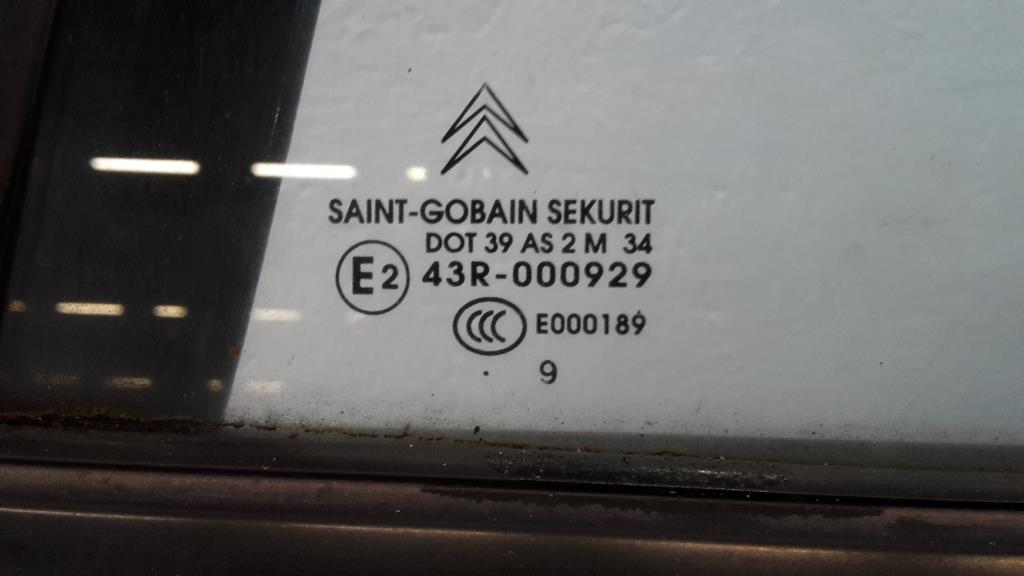 SAINT-GOBAIN SEKURIT
DOT 39 AS 2 M 34
E2 43R-000929
CCC E000189
. 9